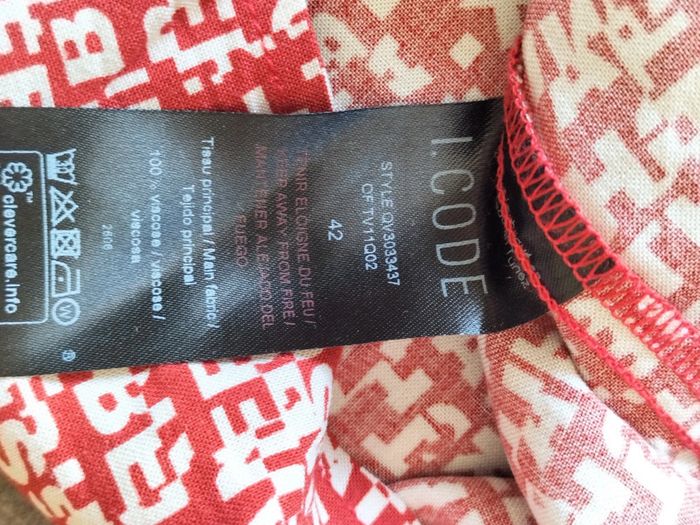 I.CODE
STYLE QV3033437
OF TV11Q02
42
TENIR ELOIGNE DU FEU /
KEEP AWAY FROM FIRE /
MANTENER ALEJADO DEL
FUEGO
Tissu principal / Main fabric /
Tejido principal
100 % viscose / viscose /
viscosa
W
clevercare.info